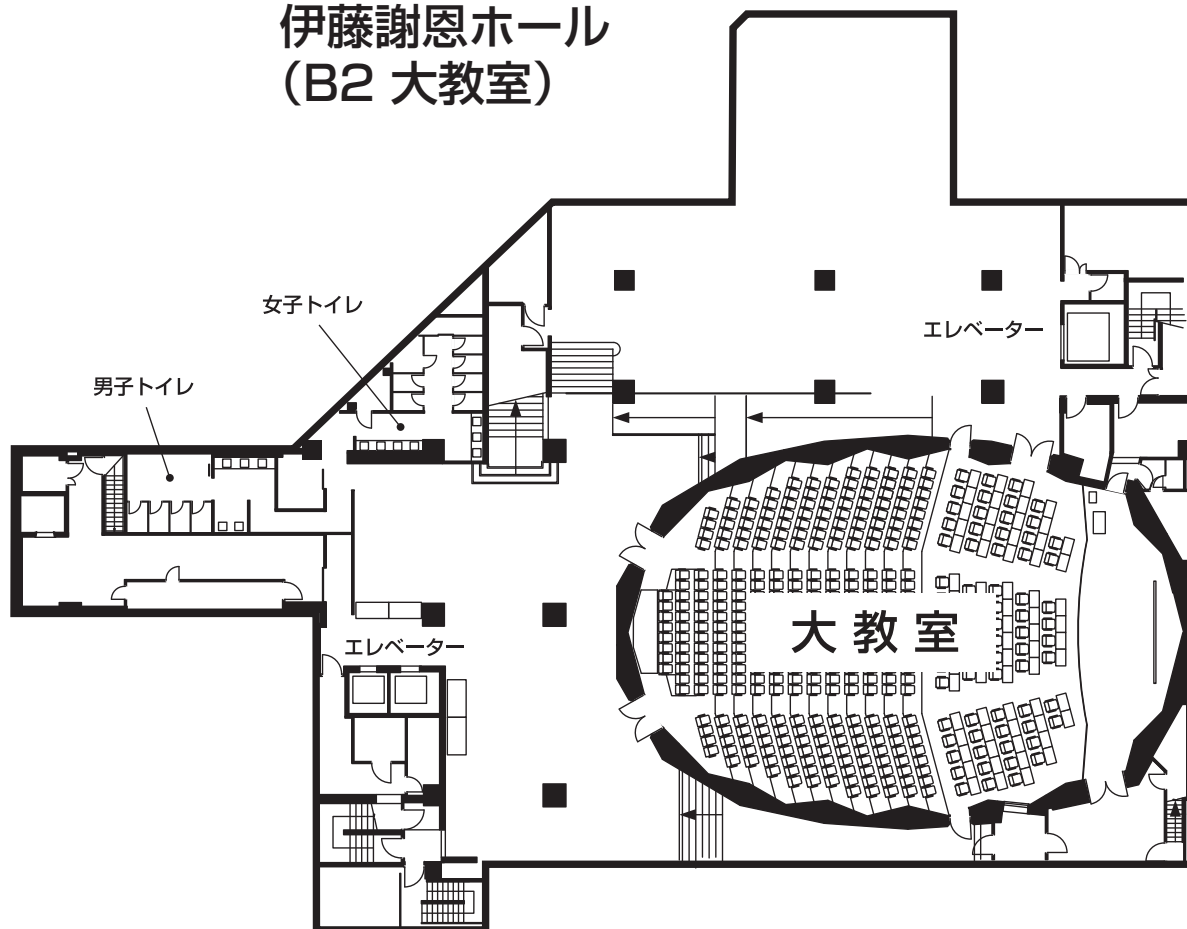 伊藤謝恩ホール
（B2 大教室）
女子トイレ
エレベーター
男子トイレ
大教室
エレベーター